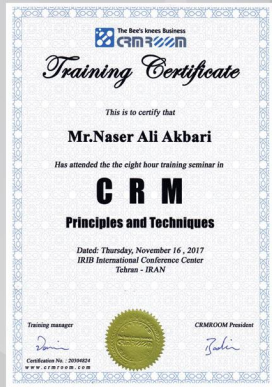 The Bee's knees Business
CRMROOM
Training Certificate
This is to certify that
Mr.Naser Ali Akbari
Has attended the the eight hour training seminar in
CRM
Principles and Techniques
Dated: Thursday, November 16 , 2017
IRIB International Conference Center
Tehran - IRAN
Training manager
CRMROOM President
Certification No. : 20304824
www.crmroom.com